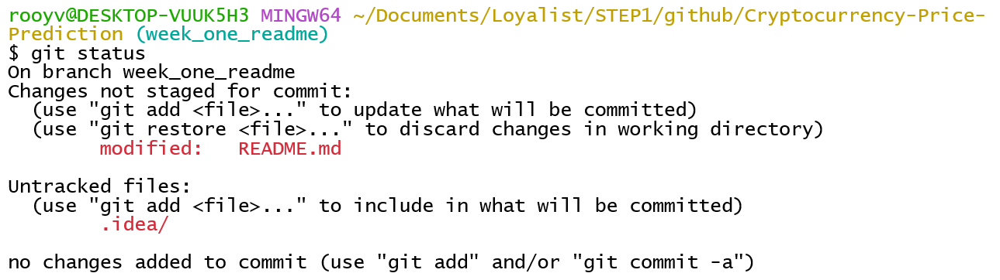 rooyv@DESKTOP-VUUK5H3 MINGW64 ~/Documents/Loyalist/STEP1/github/Cryptocurrency-Price-
Prediction (week_one_readme)
$ git status
On branch week_one_readme
Changes not staged for commit:
  (use "git add <file>..." to update what will be committed)
  (use "git restore <file>..." to discard changes in working directory)
        modified:   README.md

Untracked files:
  (use "git add <file>..." to include in what will be committed)
        .idea/

no changes added to commit (use "git add" and/or "git commit -a")